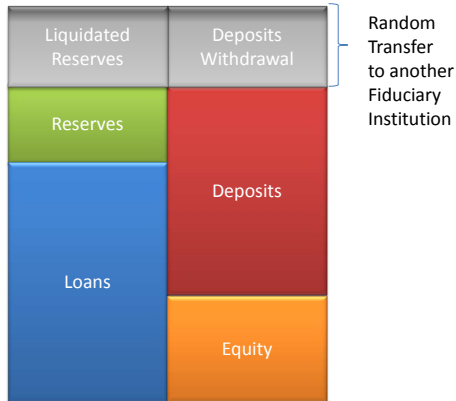 Liquidated
Reserves
Deposits
Withdrawal
Random
Transfer
to another
Fiduciary
Institution
Reserves
Deposits
Loans
Equity